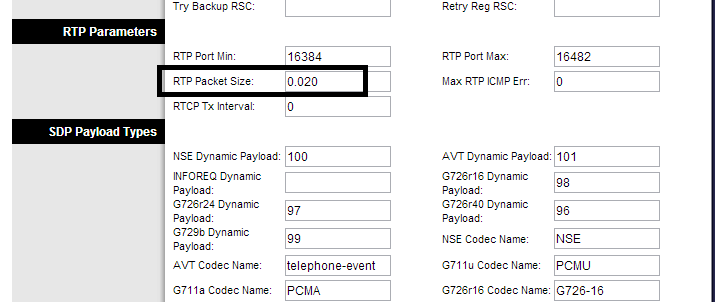 Try Backup RSC: Retry Reg RSC:
RTP Parameters
RTP Port Min: 16384 RTP Port Max: 16482
RTP Packet Size: 0.020 Max RTP ICMP Err: 0
RTCP Tx Interval: 0
SDP Payload Types
NSE Dynamic Payload: 100 AVT Dynamic Payload: 101
INFOREQ Dynamic Payload: G726r16 Dynamic Payload: 98
G726r24 Dynamic Payload: 97 G726r40 Dynamic Payload: 96
G729b Dynamic Payload: 99 NSE Codec Name: NSE
AVT Codec Name: telephone-event G711u Codec Name: PCMU
G711a Codec Name: PCMA G726r16 Codec Name: G726-16